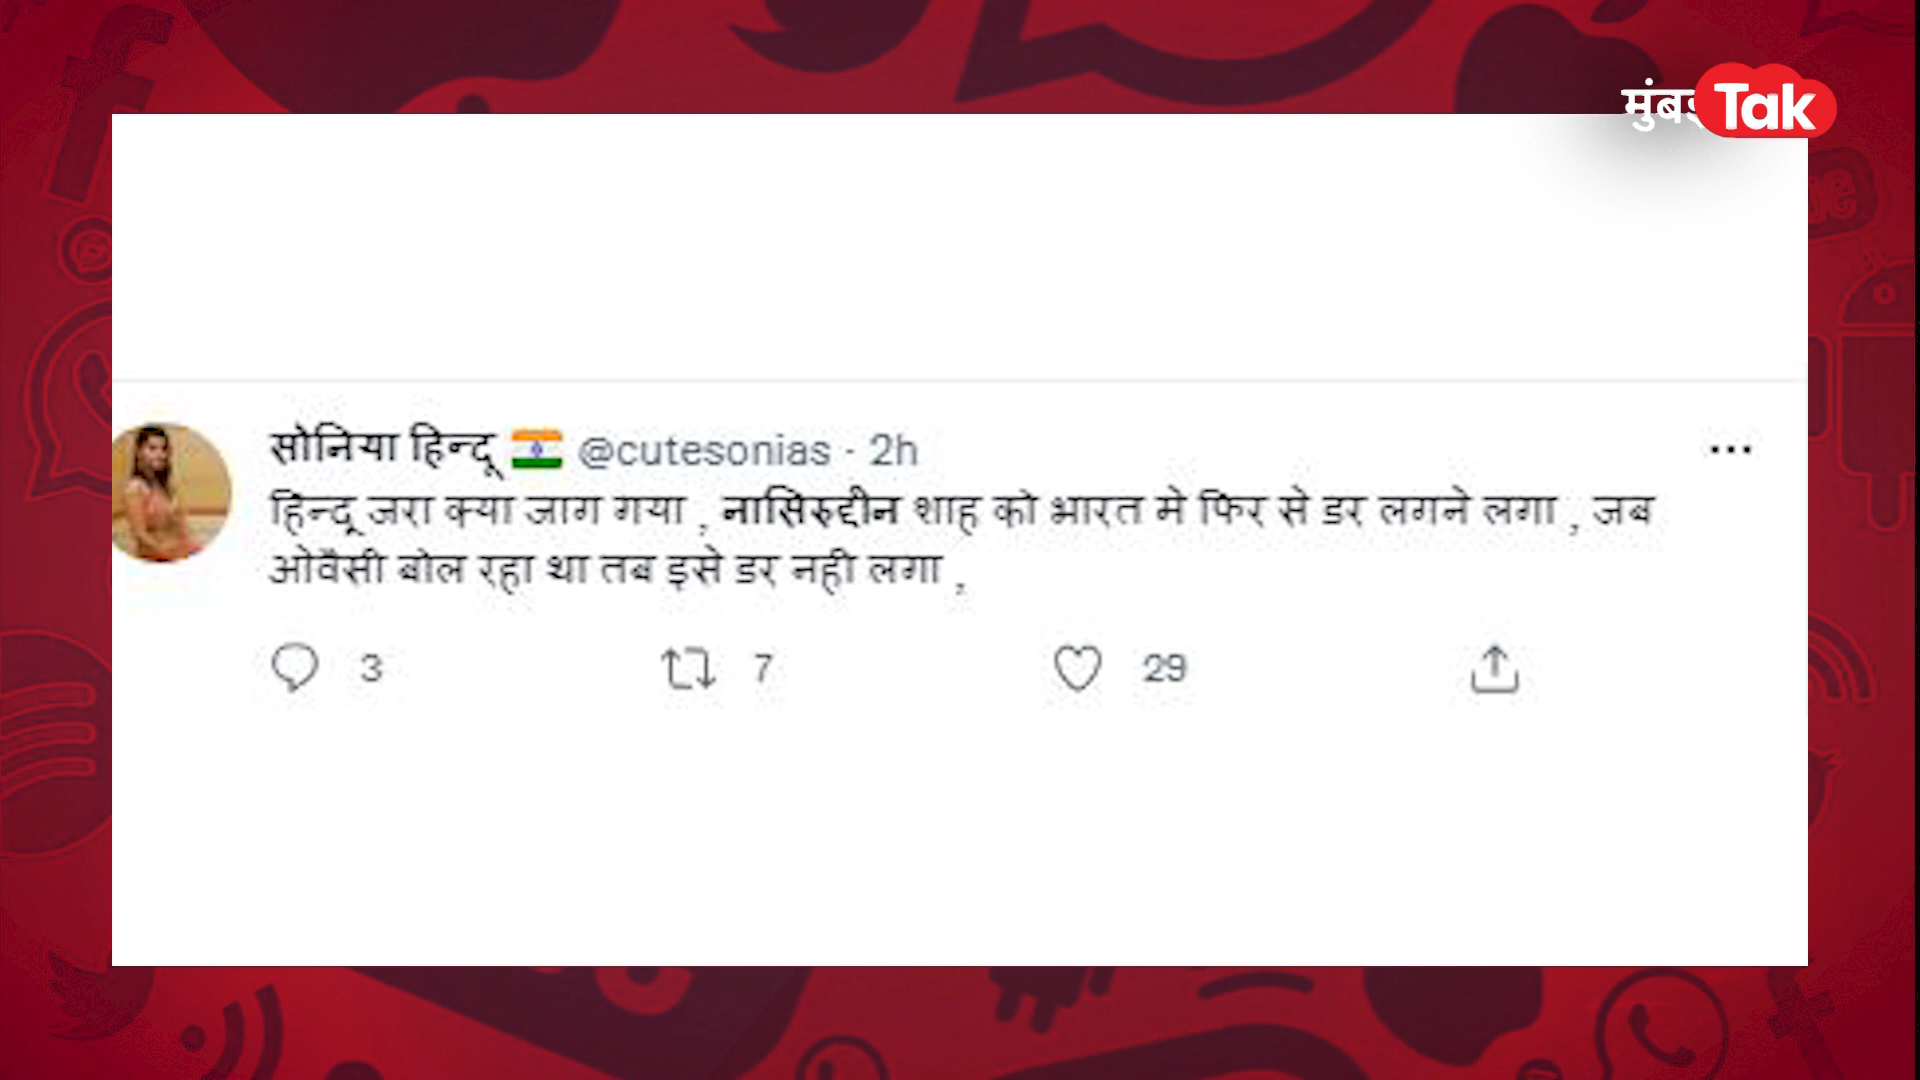 मुंबई Tak
सोनिया हिन्दू 🇮🇳 @cutesonias · 2h
हिन्दू जरा क्या जाग गया , नासिरुद्दीन शाह को भारत मे फिर से डर लगने लगा , जब
ओवैसी बोल रहा था तब इसे डर नही लगा ,
3 7 29